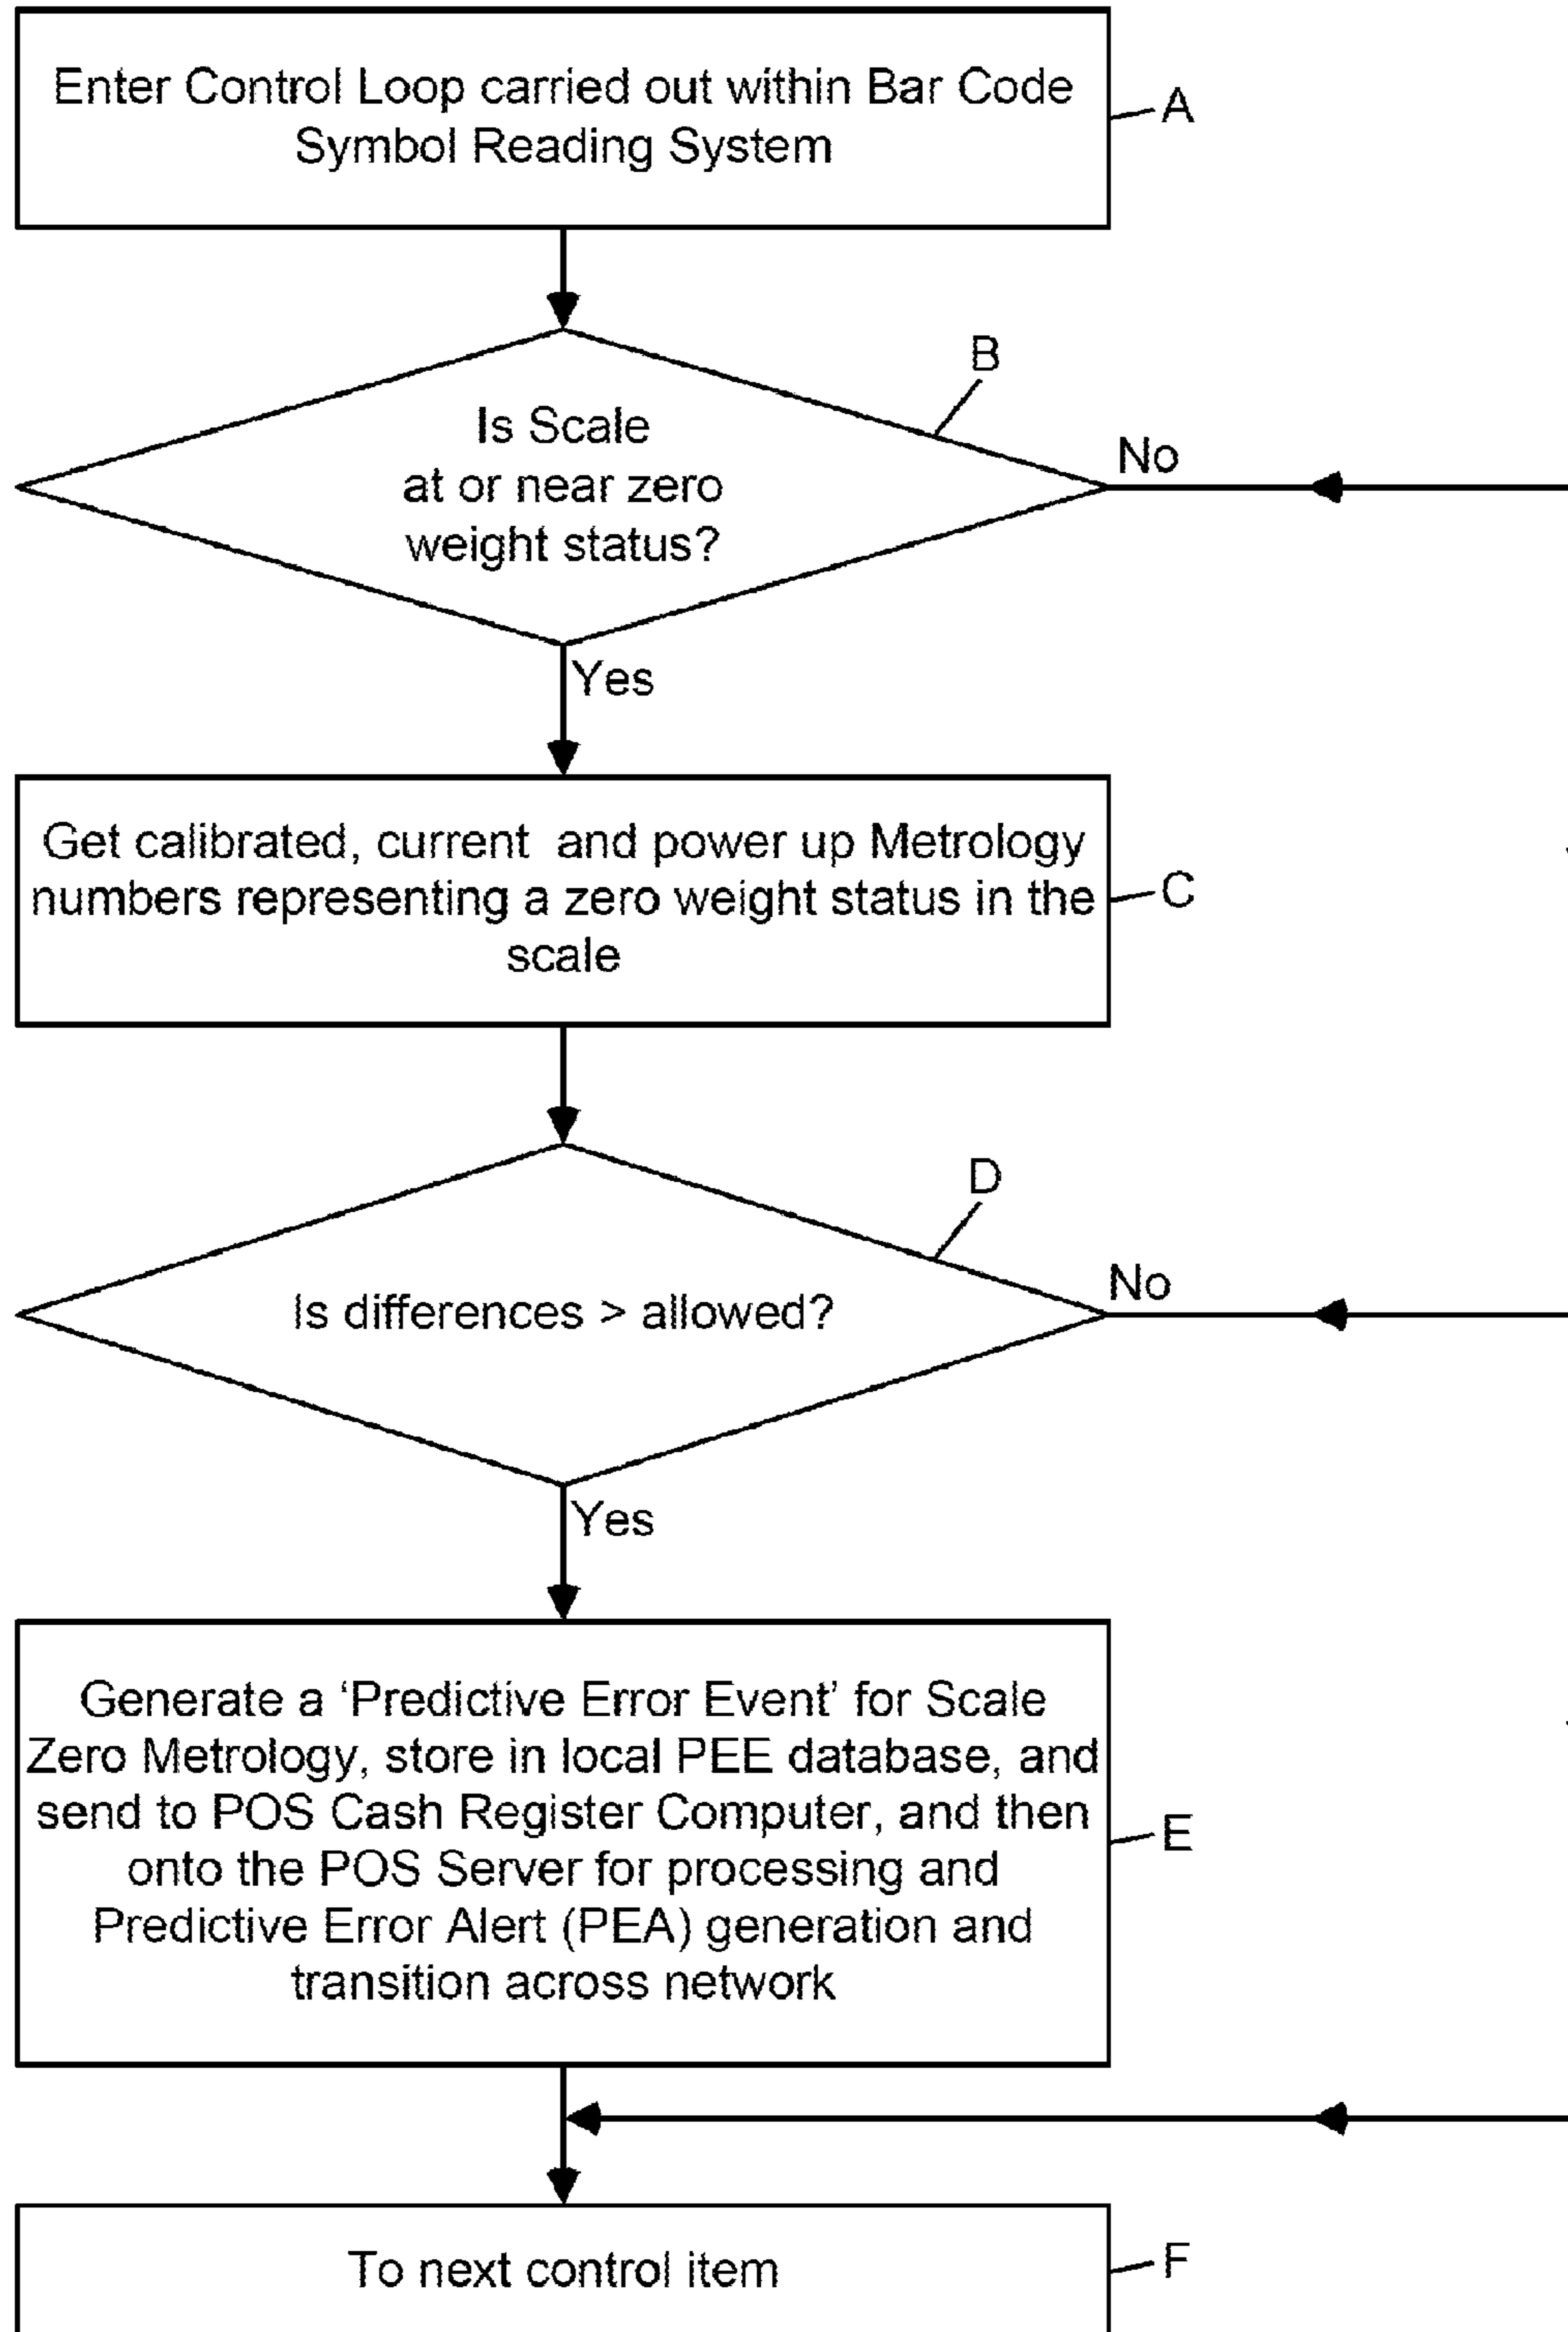 Enter Control Loop carried out within Bar Code
Symbol Reading System
A
B
Is Scale
at or near zero
weight status?
No
Yes
Get calibrated, current and power up Metrology
numbers representing a zero weight status in the
scale
C
D
Is differences > allowed?
No
Yes
Generate a ‘Predictive Error Event’ for Scale
Zero Metrology, store in local PEE database, and
send to POS Cash Register Computer, and then
onto the POS Server for processing and
Predictive Error Alert (PEA) generation and
transition across network
E
To next control item
F